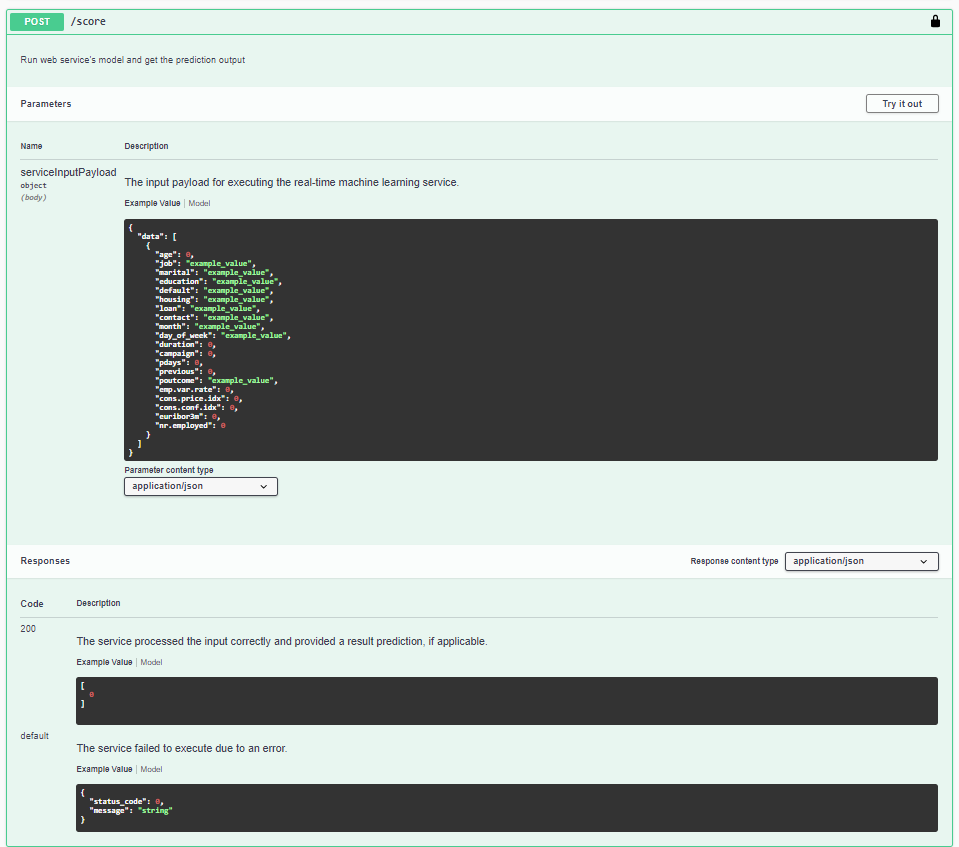 POST /score
Run web service's model and get the prediction output
Parameters Try it out
Name Description
serviceInputPayload
object
(body)
The input payload for executing the real-time machine learning service.
Example Value | Model
{
  "data": [
    {
      "age": 0,
      "job": "example_value",
      "marital": "example_value",
      "education": "example_value",
      "default": "example_value",
      "housing": "example_value",
      "loan": "example_value",
      "contact": "example_value",
      "month": "example_value",
      "day_of_week": "example_value",
      "duration": 0,
      "campaign": 0,
      "pdays": 0,
      "previous": 0,
      "poutcome": "example_value",
      "emp.var.rate": 0,
      "cons.price.idx": 0,
      "cons.conf.idx": 0,
      "euribor3m": 0,
      "nr.employed": 0
    }
  ]
}
Parameter content type
application/json
Responses Response content type application/json
Code Description
200
The service processed the input correctly and provided a result prediction, if applicable.
Example Value | Model
[
  0
]
default
The service failed to execute due to an error.
Example Value | Model
{
  "status_code": 0,
  "message": "string"
}